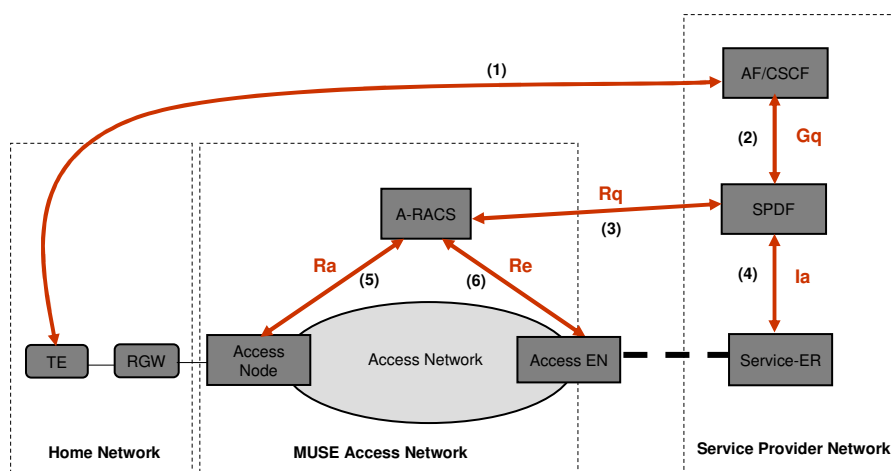 (1)
AF/CSCF
(2)
Gq
A-RACS
Rq
(3)
SPDF
Ra
(5)
(6)
Re
(4)
Ia
TE
RGW
Access
Node
Access Network
Access EN
Service-ER
Home Network
MUSE Access Network
Service Provider Network